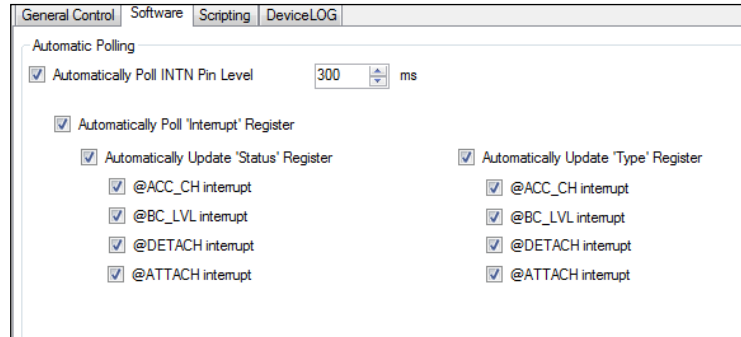 General Control Software Scripting DeviceLOG
Automatic Polling
Automatically Poll INTN Pin Level 300 ms
Automatically Poll 'Interrupt' Register
Automatically Update 'Status' Register Automatically Update 'Type' Register
@ACC_CH interrupt @ACC_CH interrupt
@BC_LVL interrupt @BC_LVL interrupt
@DETACH interrupt @DETACH interrupt
@ATTACH interrupt @ATTACH interrupt